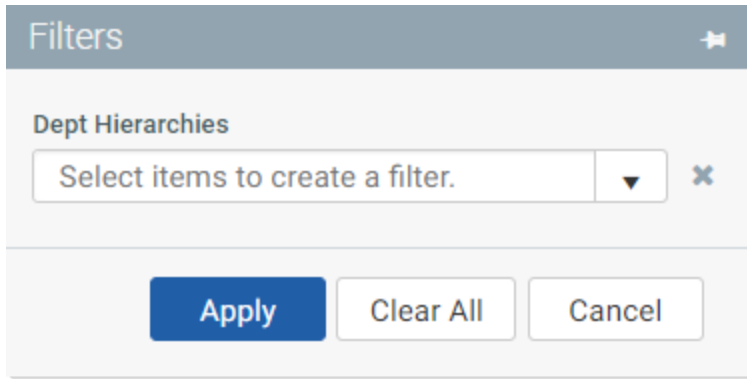 Filters
Dept Hierarchies
Select items to create a filter.
Apply Clear All Cancel